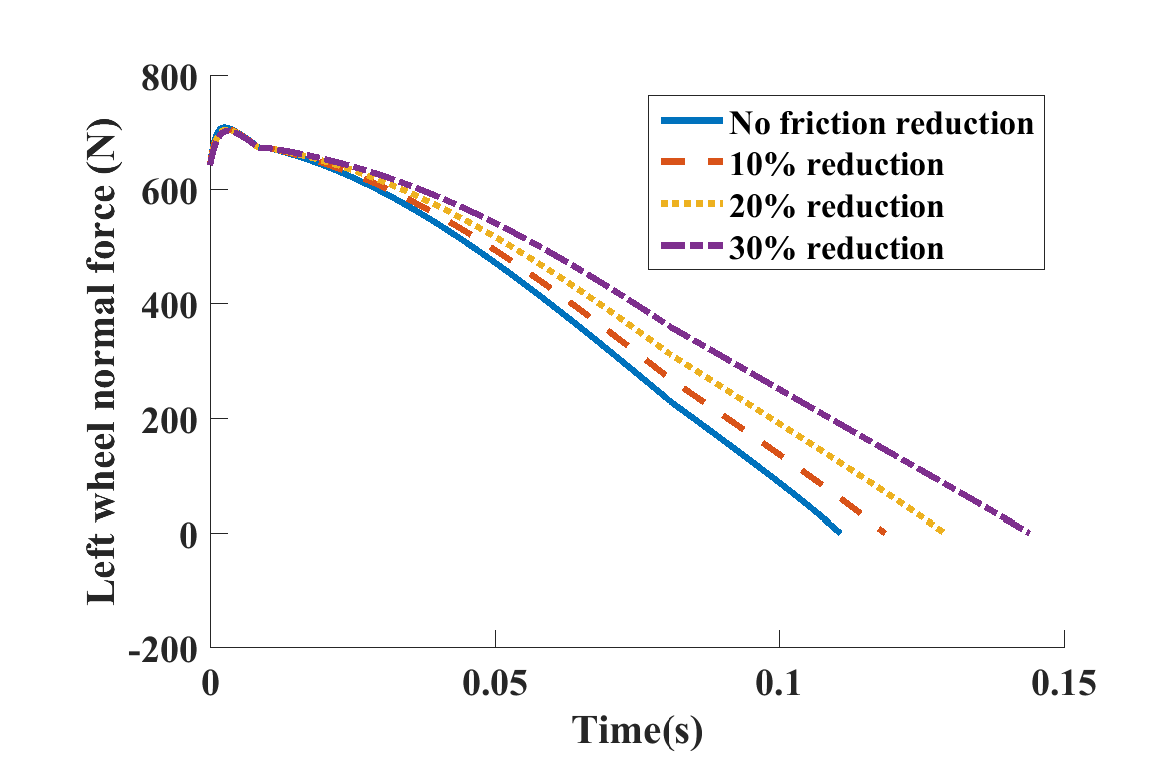 800
600
400
200
0
-200
0 0.05 0.1 0.15
Time(s)
Left wheel normal force (N)
No friction reduction
10% reduction
20% reduction
30% reduction